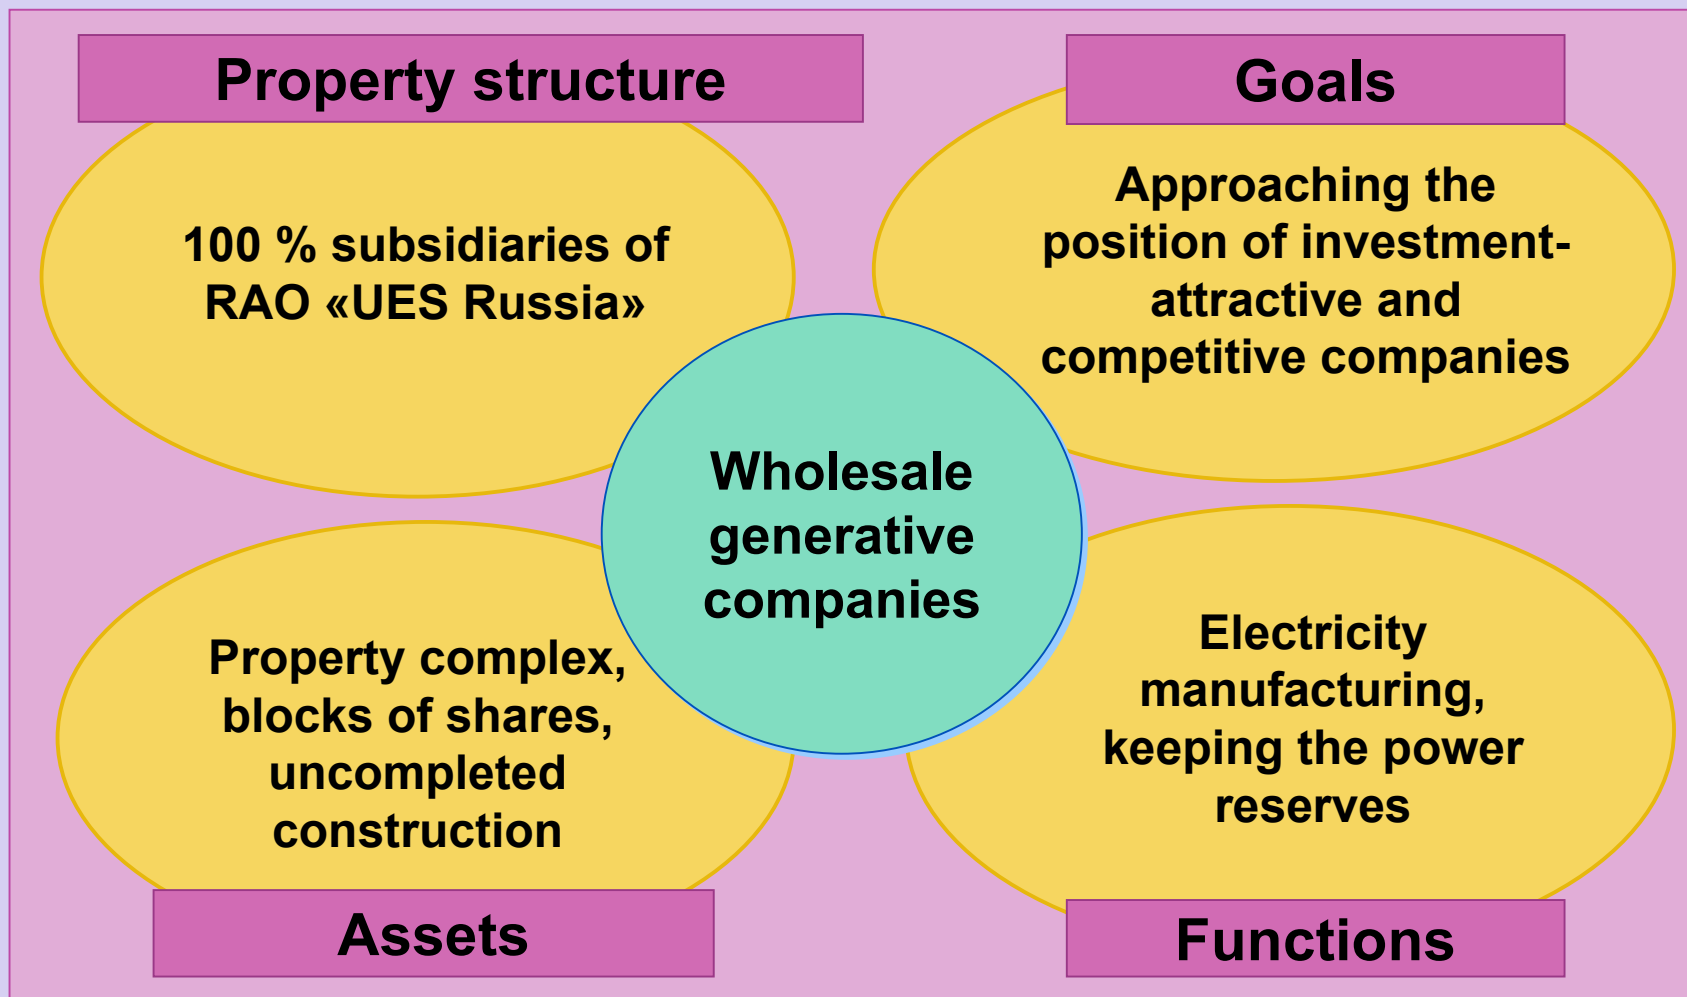 Property structure
100 % subsidiaries of
RAO «UES Russia»
Goals
Approaching the
position of investment-
attractive and
competitive companies
Wholesale
generative
companies
Property complex,
blocks of shares,
uncompleted
construction
Assets
Electricity
manufacturing,
keeping the power
reserves
Functions